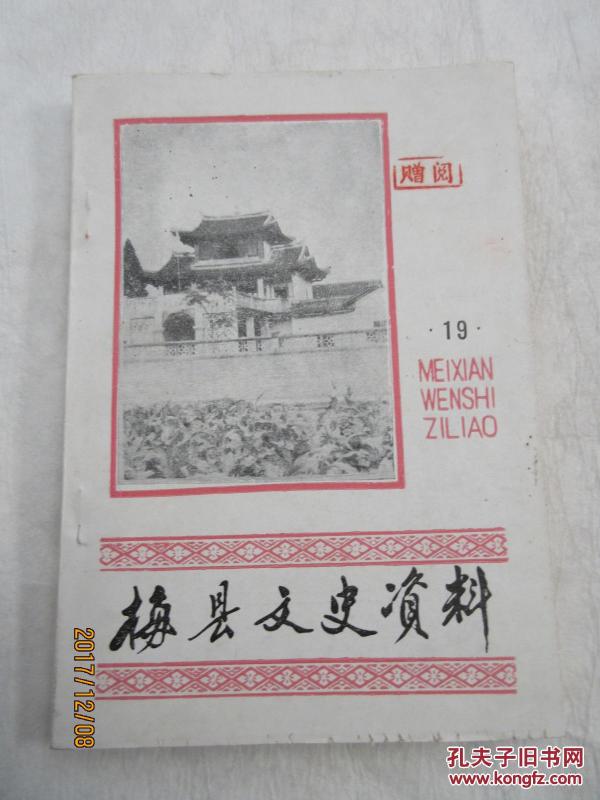 赠阅
·19·
MEIXIAN
WENSHI
ZILIAO
梅县文史资料
2017/12/08
孔夫子旧书网
www.kongfz.com